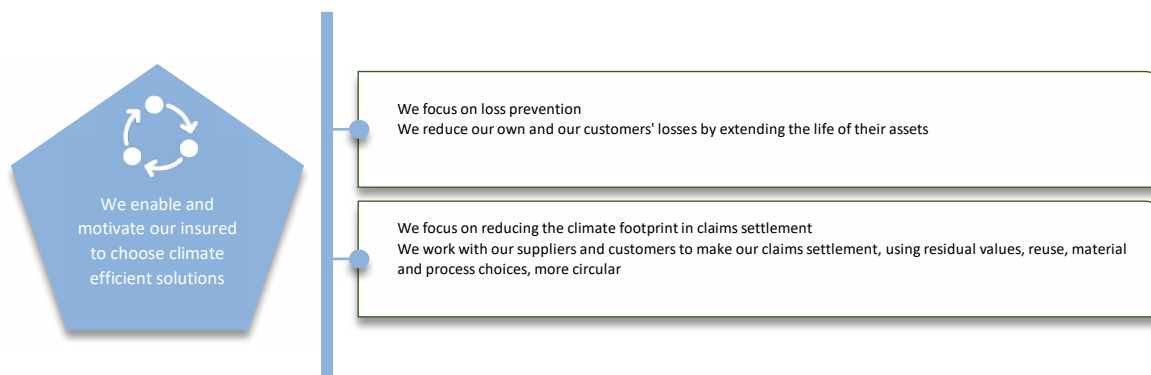 We enable and
motivate our insured
to choose climate
efficient solutions
We focus on loss prevention
We reduce our own and our customers' losses by extending the life of their assets
We focus on reducing the climate footprint in claims settlement
We work with our suppliers and customers to make our claims settlement, using residual values, reuse, material
and process choices, more circular